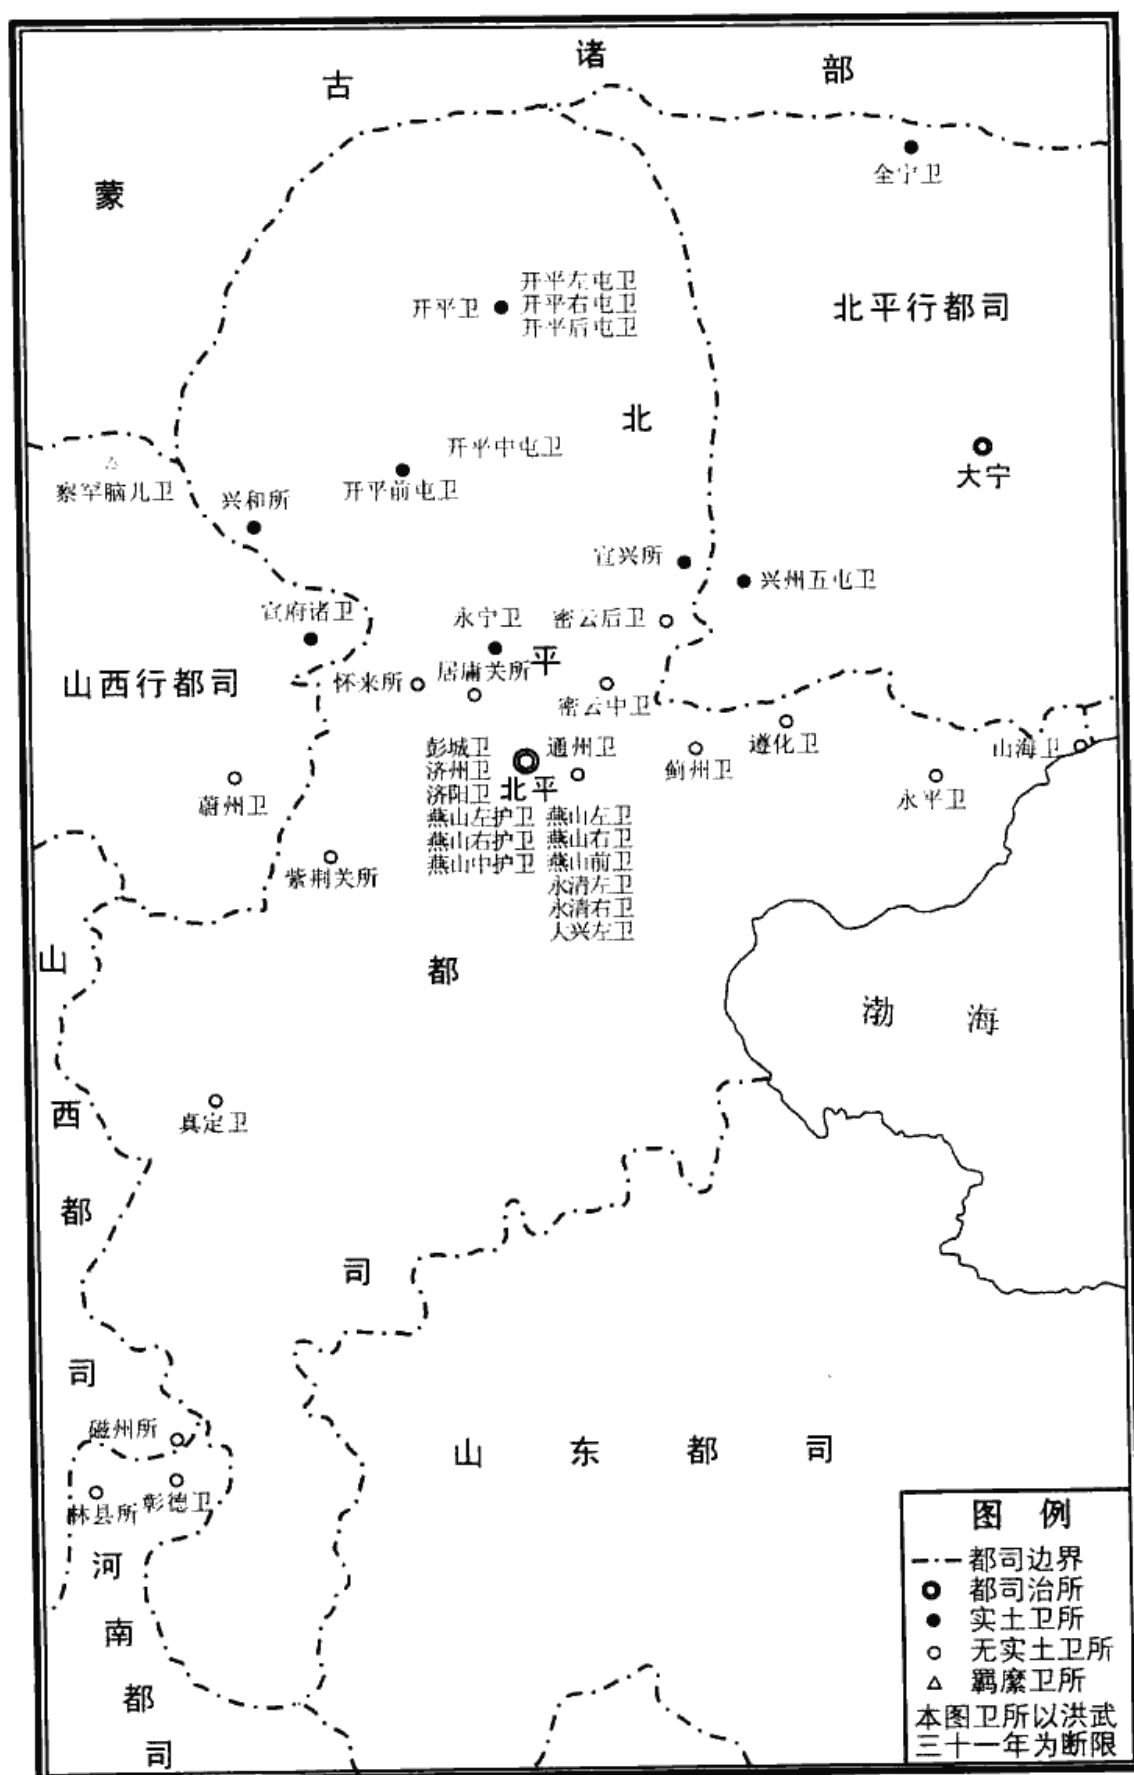 蒙古诸部
全宁卫
开平卫
开平左屯卫
开平右屯卫
开平后屯卫
北平行都司
大宁
开平中屯卫
开平前屯卫
察罕脑儿卫
兴和所
宜兴所
兴州五屯卫
宣府诸卫
永宁卫
密云后卫
山西行都司
怀来所
居庸关所
密云中卫
彭城卫
济州卫
济阳卫
北平
通州卫
蓟州卫
遵化卫
山海卫
永平卫
蔚州卫
燕山左护卫
燕山右护卫
燕山中护卫
燕山左卫
燕山右卫
燕山前卫
永清左卫
永清右卫
大兴左卫
紫荆关所
北平都司
渤海
真定卫
山西都司
磁州所
林县所
彰德卫
河南都司
山东都司
图例
都司边界
都司治所
实土卫所
无实土卫所
羁縻卫所
本图卫所以洪武
三十一年为断限